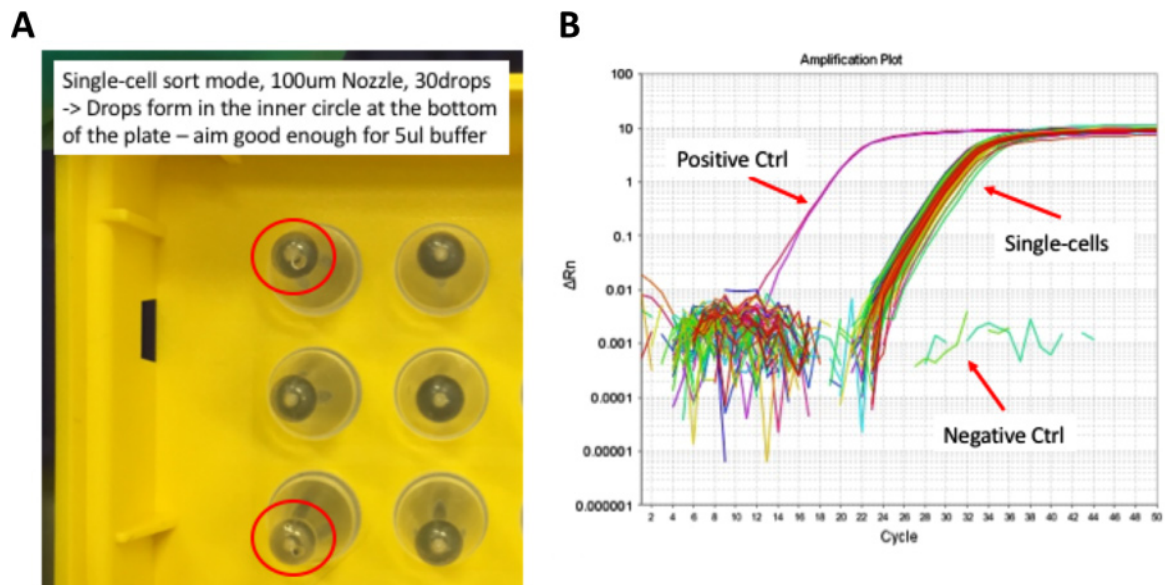 A
Single-cell sort mode, 100um Nozzle, 30drops
-> Drops form in the inner circle at the bottom
of the plate – aim good enough for 5ul buffer
B
Amplification Plot
100
10
1
0.1
0.01
0.001
0.0001
0.00001
0.000001
ΔRn
Positive Ctrl
Single-cells
Negative Ctrl
2 4 6 8 10 12 14 16 18 20 22 24 26 28 30 32 34 36 38 40 42 44 46 48 50
Cycle